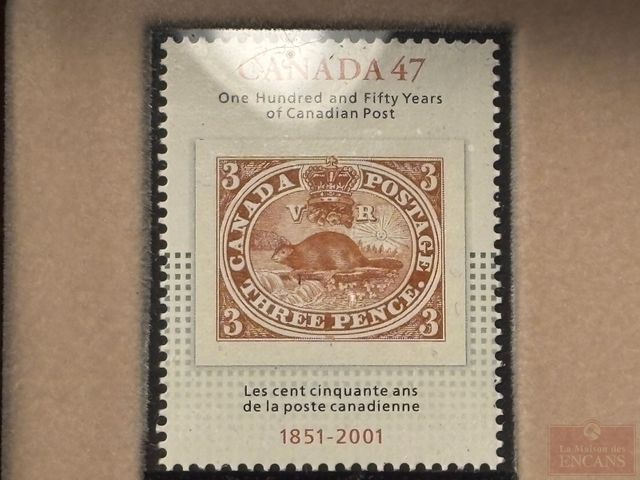 CANADA 47
One Hundred and Fifty Years
of Canadian Post
3 3
CANADA POSTAGE
V R
THREE PENCE.
3 3
Les cent cinquante ans
de la poste canadienne
1851-2001
La Maison des
ENCANS